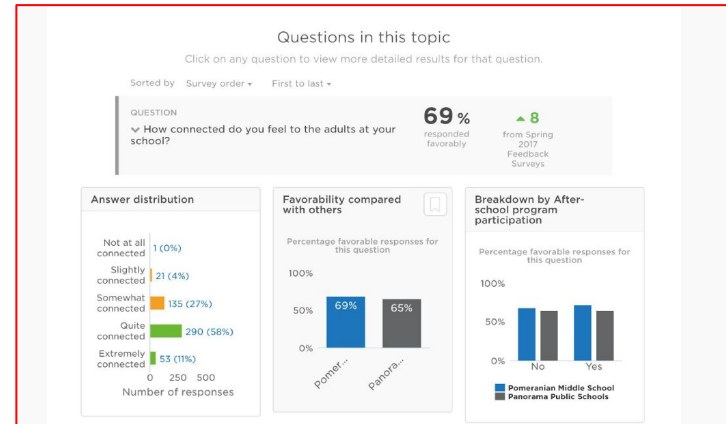 Questions in this topic
Click on any question to view more detailed results for that question.
Sorted by Survey order First to last
QUESTION
How connected do you feel to the adults at your
school?
69 %
responded
favorably
8
from Spring
2017
Feedback
Surveys
Answer distribution
Not at all
connected
1 (0%)
Slightly
connected
21 (4%)
Somewhat
connected
135 (27%)
Quite
connected
290 (58%)
Extremely
connected
53 (11%)
0 250 500
Number of responses
Favorability compared
with others
Percentage favorable responses for
this question
100%
50%
0%
69%
65%
Pomer...
Panora...
Breakdown by After-
school program
participation
Percentage favorable responses for
this question
100%
50%
0%
No Yes
Pomeranian Middle School
Panorama Public Schools